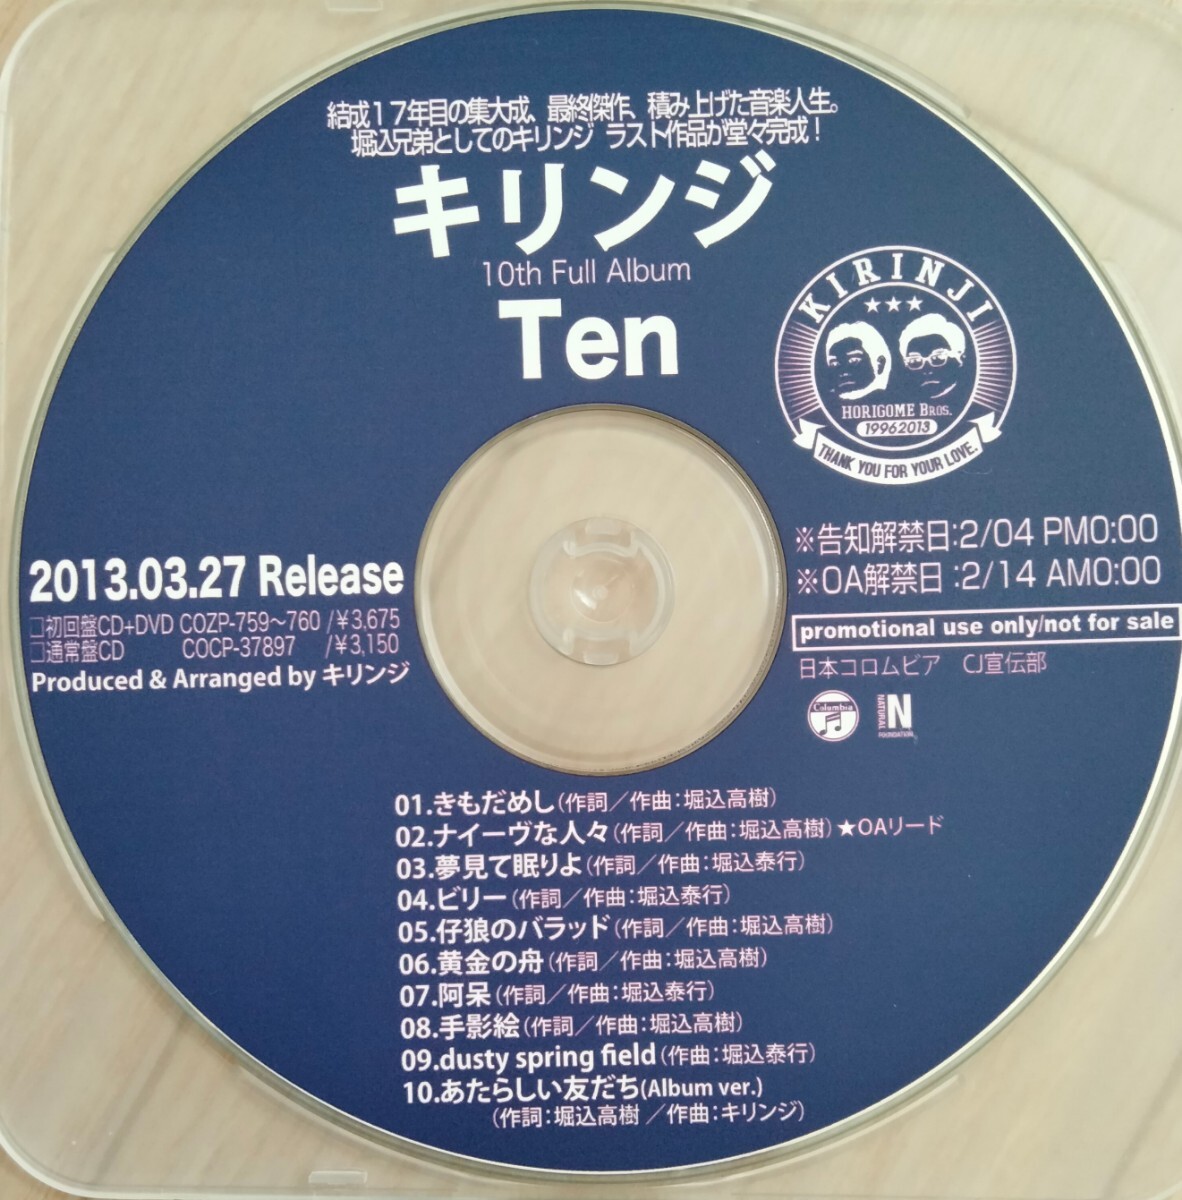 結成17年目の集大成、最終傑作、積み上げた音楽人生。
堀込兄弟としてのキリンジ ラスト作品が堂々完成！
キリンジ
10th Full Album
Ten
KIRINJI
HORIGOME BROS.
19962013
THANK YOU FOR YOUR LOVE.
2013.03.27 Release
□初回盤CD+DVD COZP-759～760 /¥3,675
□通常盤CD COCP-37897 /¥3,150
Produced & Arranged by キリンジ
※告知解禁日:2/04 PM0:00
※OA解禁日:2/14 AM0:00
promotional use only/not for sale
日本コロムビア CJ宣伝部
Columbia
N
NATURAL
FOUNDATION
01.きもだめし(作詞／作曲:堀込高樹)
02.ナイーヴな人々(作詞／作曲:堀込高樹)★OAリード
03.夢見て眠りよ(作詞／作曲:堀込泰行)
04.ビリー(作詞／作曲:堀込泰行)
05.仔狼のバラッド(作詞／作曲:堀込高樹)
06.黄金の舟(作詞／作曲:堀込高樹)
07.阿呆(作詞／作曲:堀込泰行)
08.手影絵(作詞／作曲:堀込高樹)
09.dusty spring field(作曲:堀込泰行)
10.あたらしい友だち(Album ver.)
(作詞:堀込高樹／作曲:キリンジ)